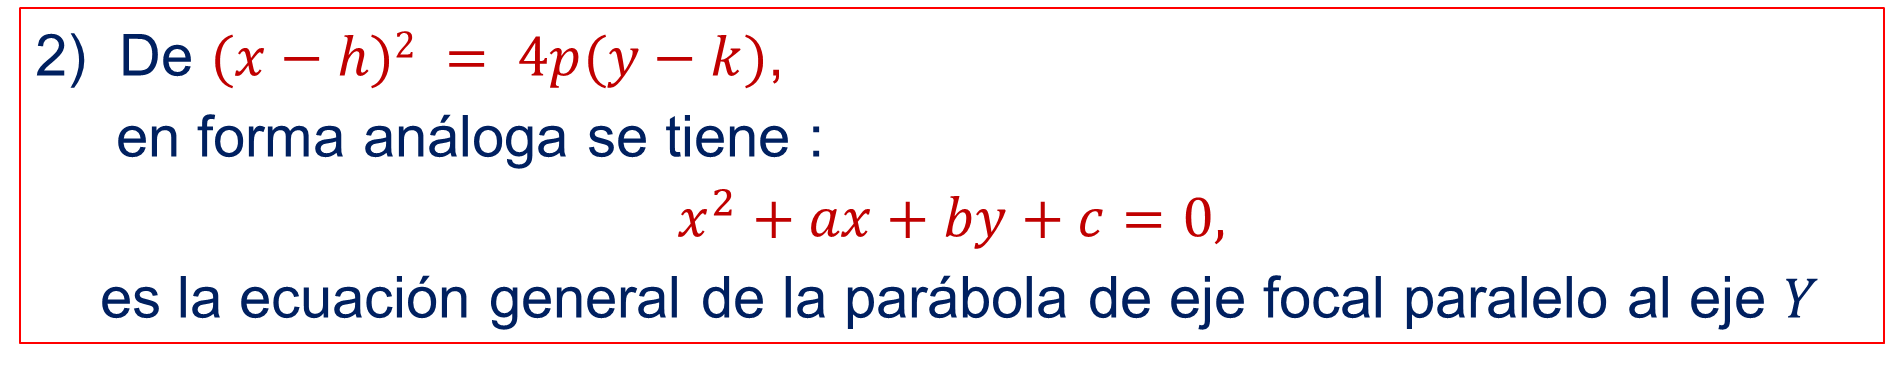 2) De (x − h)² = 4p(y − k),
en forma análoga se tiene :
x² + ax + by + c = 0,
es la ecuación general de la parábola de eje focal paralelo al eje Y